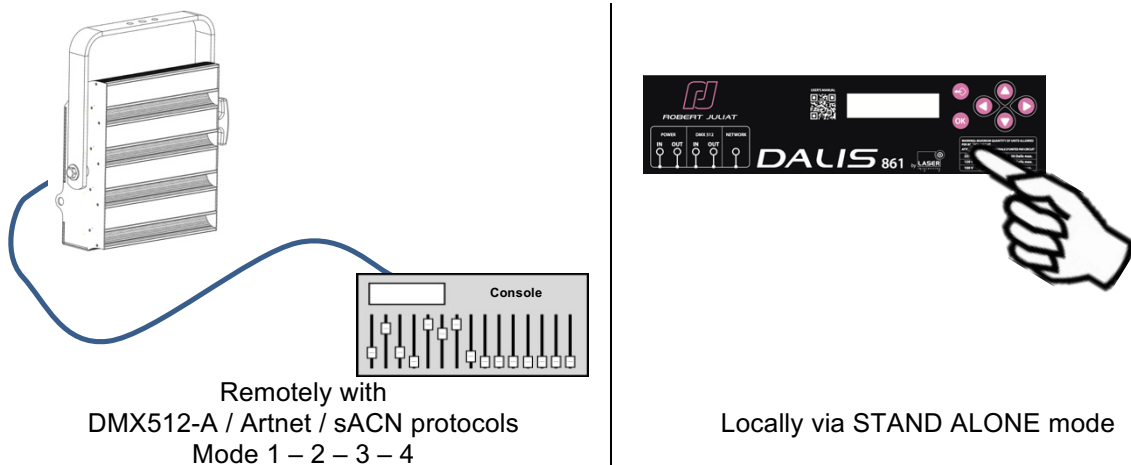 Console
Remotely with
DMX512-A / Artnet / sACN protocols
Mode 1 – 2 – 3 – 4
ROBERT JULIAT
USER'S MANUAL
OK
POWER
DMX 512
NETWORK
IN OUT
IN OUT
DALIS 861 by LASER
Locally via STAND ALONE mode